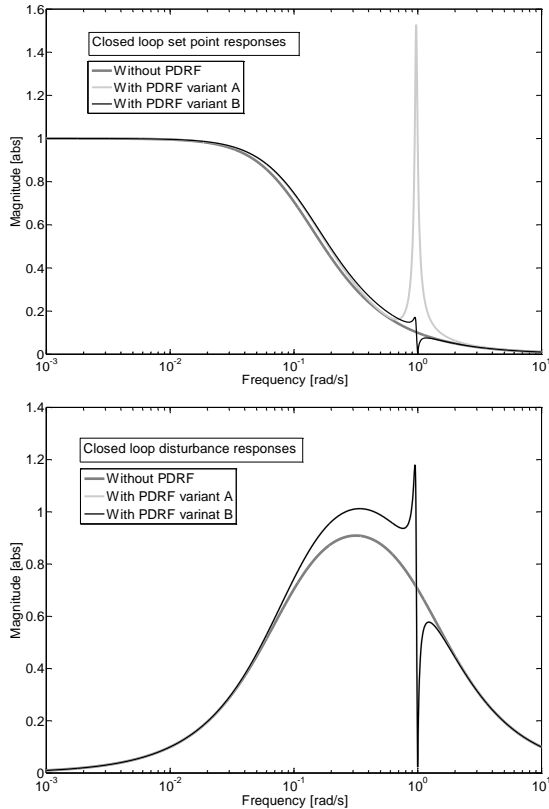 1.6
Closed loop set point responses
1.4
Without PDRF
With PDRF variant A
With PDRF variant B
1.2
1
0.8
0.6
0.4
0.2
0
Magnitude [abs]
10-3
10-2
10-1
100
101
Frequency [rad/s]
1.4
Closed loop disturbance responses
1.2
Without PDRF
With PDRF variant A
With PDRF varinat B
1
0.8
0.6
0.4
0.2
0
Magnitude [abs]
10-3
10-2
10-1
100
101
Frequency [rad/s]